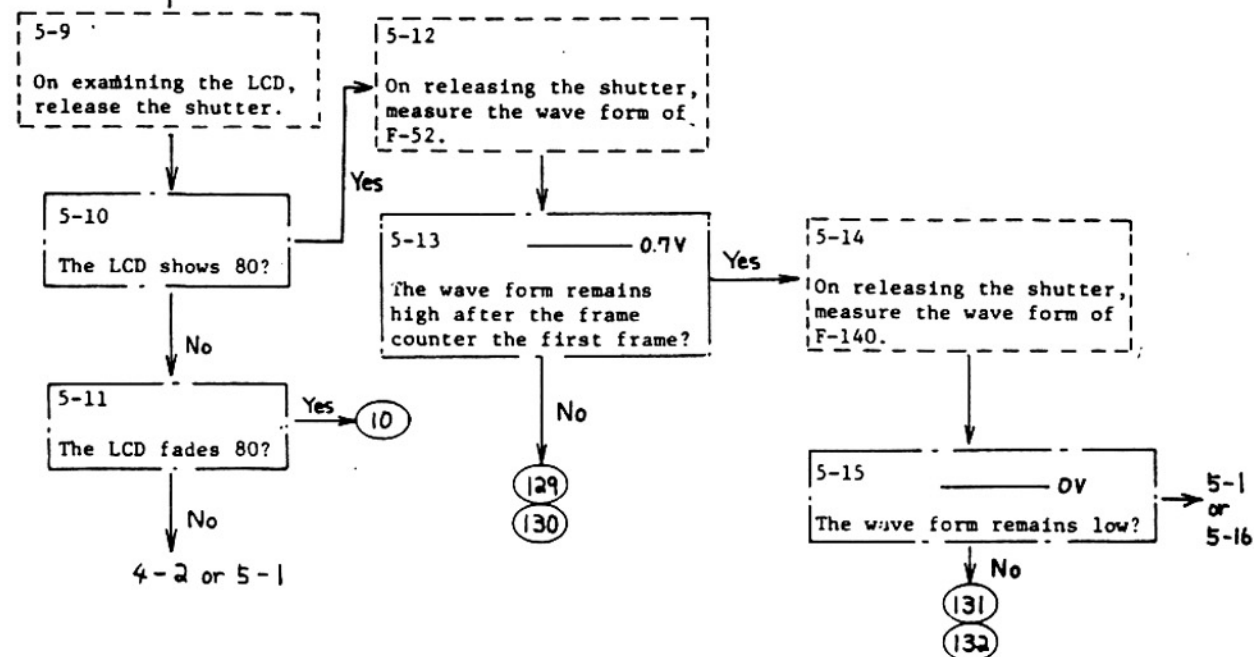 5-9
On examining the LCD,
release the shutter.
5-10
The LCD shows 80?
Yes
No
5-11
The LCD fades 80?
Yes
10
No
4-2 or 5-1
5-12
On releasing the shutter,
measure the wave form of
F-52.
5-13
0.7V
The wave form remains
high after the frame
counter the first frame?
Yes
No
129
130
5-14
On releasing the shutter,
measure the wave form of
F-140.
5-15
0V
The wave form remains low?
5-1
or
5-16
No
131
132